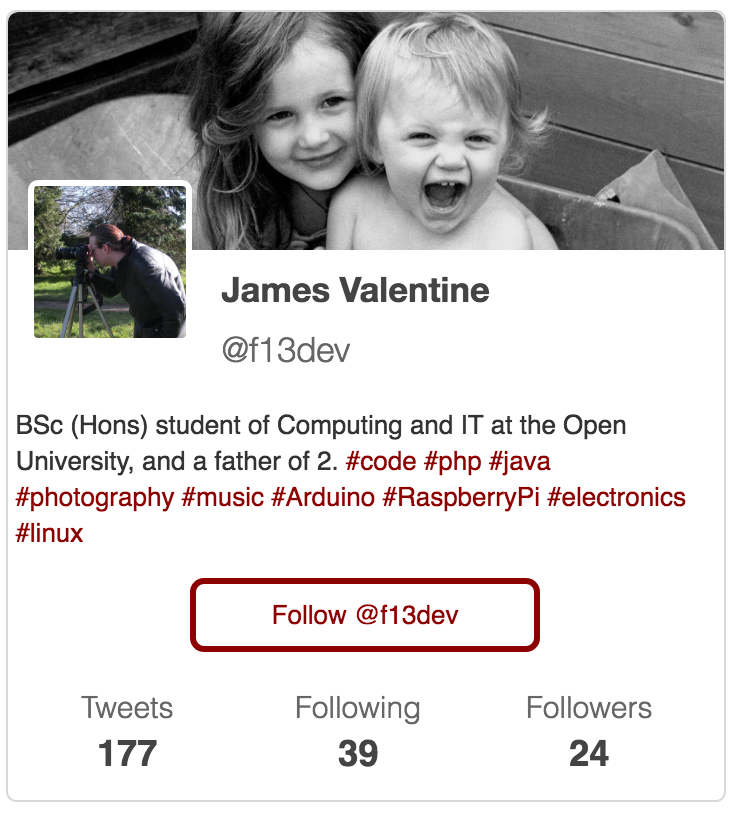 James Valentine
@f13dev
BSc (Hons) student of Computing and IT at the Open
University, and a father of 2. #code #php #java
#photography #music #Arduino #RaspberryPi #electronics
#linux
Follow @f13dev
Tweets Following Followers
177 39 24